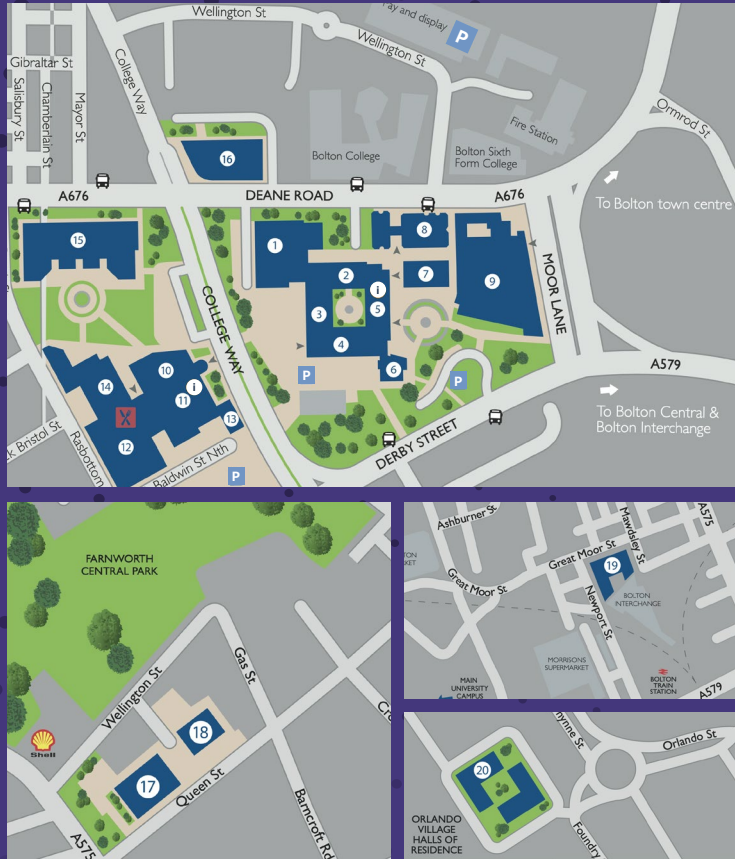 Wellington St
Pay and display
P
Wellington St
Gibraltar St
College Way
Salisbury St
Chamberlain St
Mayor St
Ormrod St
Fire Station
Bolton College
Bolton Sixth
Form College
16
A676
DEANE ROAD
A676
To Bolton town centre
15
1
8
2
7
i
9
3
5
4
MOOR LANE
COLLEGE WAY
6
A579
P
P
10
14
i
11
13
12
To Bolton Central &
Bolton Interchange
DERBY STREET
ck Bristol St
Rasbottom
Baldwin St Nth
P
FARNWORTH
CENTRAL PARK
Wellington St
Gas St
Shell
18
17
Queen St
A575
Barncroft Rd
Ashburner St
Mawdsley St
A575
Great Moor St
19
Great Moor St
BOLTON
INTERCHANGE
Newport St
MORRISONS
SUPERMARKET
MAIN
UNIVERSITY
CAMPUS
BOLTON
TRAIN
STATION
A579
Orlando St
20
ORLANDO
VILLAGE
HALLS OF
RESIDENCE
Foundry